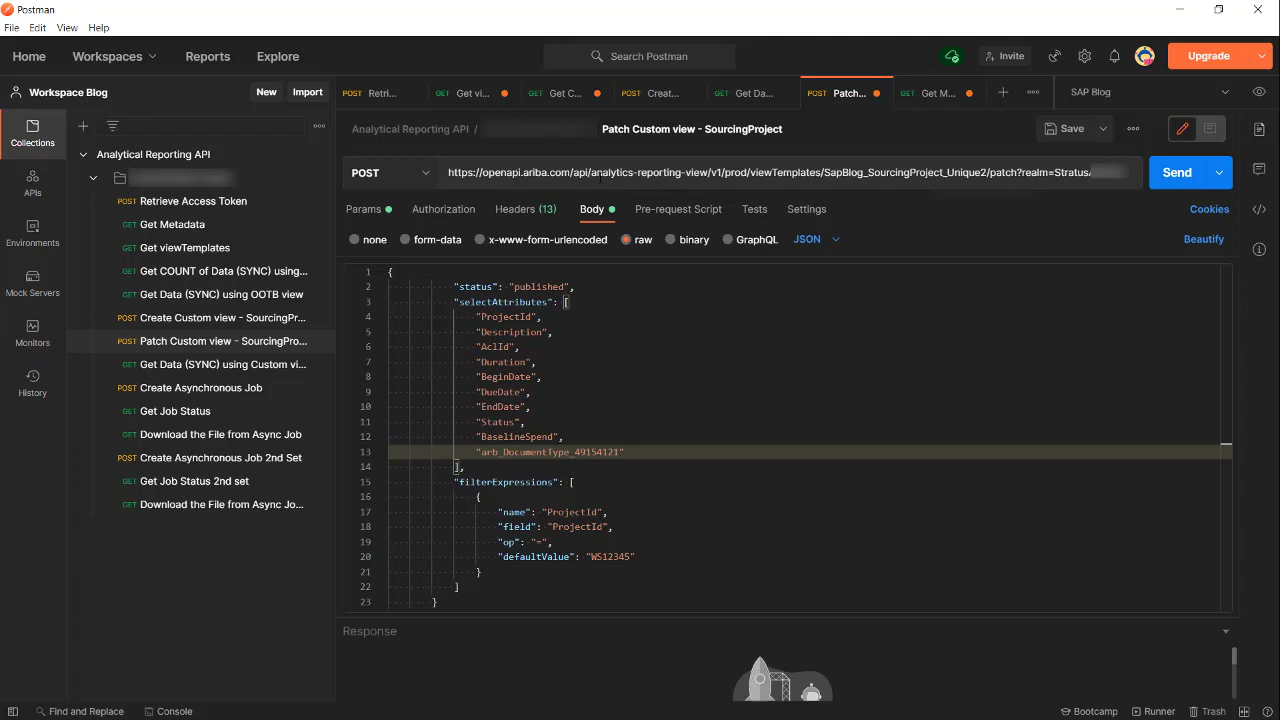 Postman
File Edit View Help
Home Workspaces Reports Explore Search Postman Invite Upgrade
Workspace Blog New Import
POST Retri... GET Get vi... GET Get C... POST Creat... GET Get Da... POST Patch... GET Get M... SAP Blog
Collections
APIs
Environments
Mock Servers
Monitors
History
Analytical Reporting API
POST Retrieve Access Token
GET Get Metadata
GET Get viewTemplates
GET Get COUNT of Data (SYNC) using...
GET Get Data (SYNC) using OOTB view
POST Create Custom view - SourcingPr...
POST Patch Custom view - SourcingPro...
GET Get Data (SYNC) using Custom vi...
POST Create Asynchronous Job
GET Get Job Status
GET Download the File from Async Job
POST Create Asynchronous Job 2nd Set
GET Get Job Status 2nd set
GET Download the File from Async Jo...
Analytical Reporting API / Patch Custom view - SourcingProject Save
POST https://openapi.ariba.com/api/analytics-reporting-view/v1/prod/viewTemplates/SapBlog_SourcingProject_Unique2/patch?realm=Stratus Send
Params Authorization Headers (13) Body Pre-request Script Tests Settings Cookies
none form-data x-www-form-urlencoded raw binary GraphQL JSON Beautify
1 {
2 "status": "published",
3 "selectAttributes": [
4 "ProjectId",
5 "Description",
6 "AclId",
7 "Duration",
8 "BeginDate",
9 "DueDate",
10 "EndDate",
11 "Status",
12 "BaselineSpend",
13 "arb_DocumentType_49154121"
14 ],
15 "filterExpressions": [
16 {
17 "name": "ProjectId",
18 "field": "ProjectId",
19 "op": "=",
20 "defaultValue": "WS12345"
21 }
22 ]
23 }
Response
Find and Replace Console Bootcamp Runner Trash